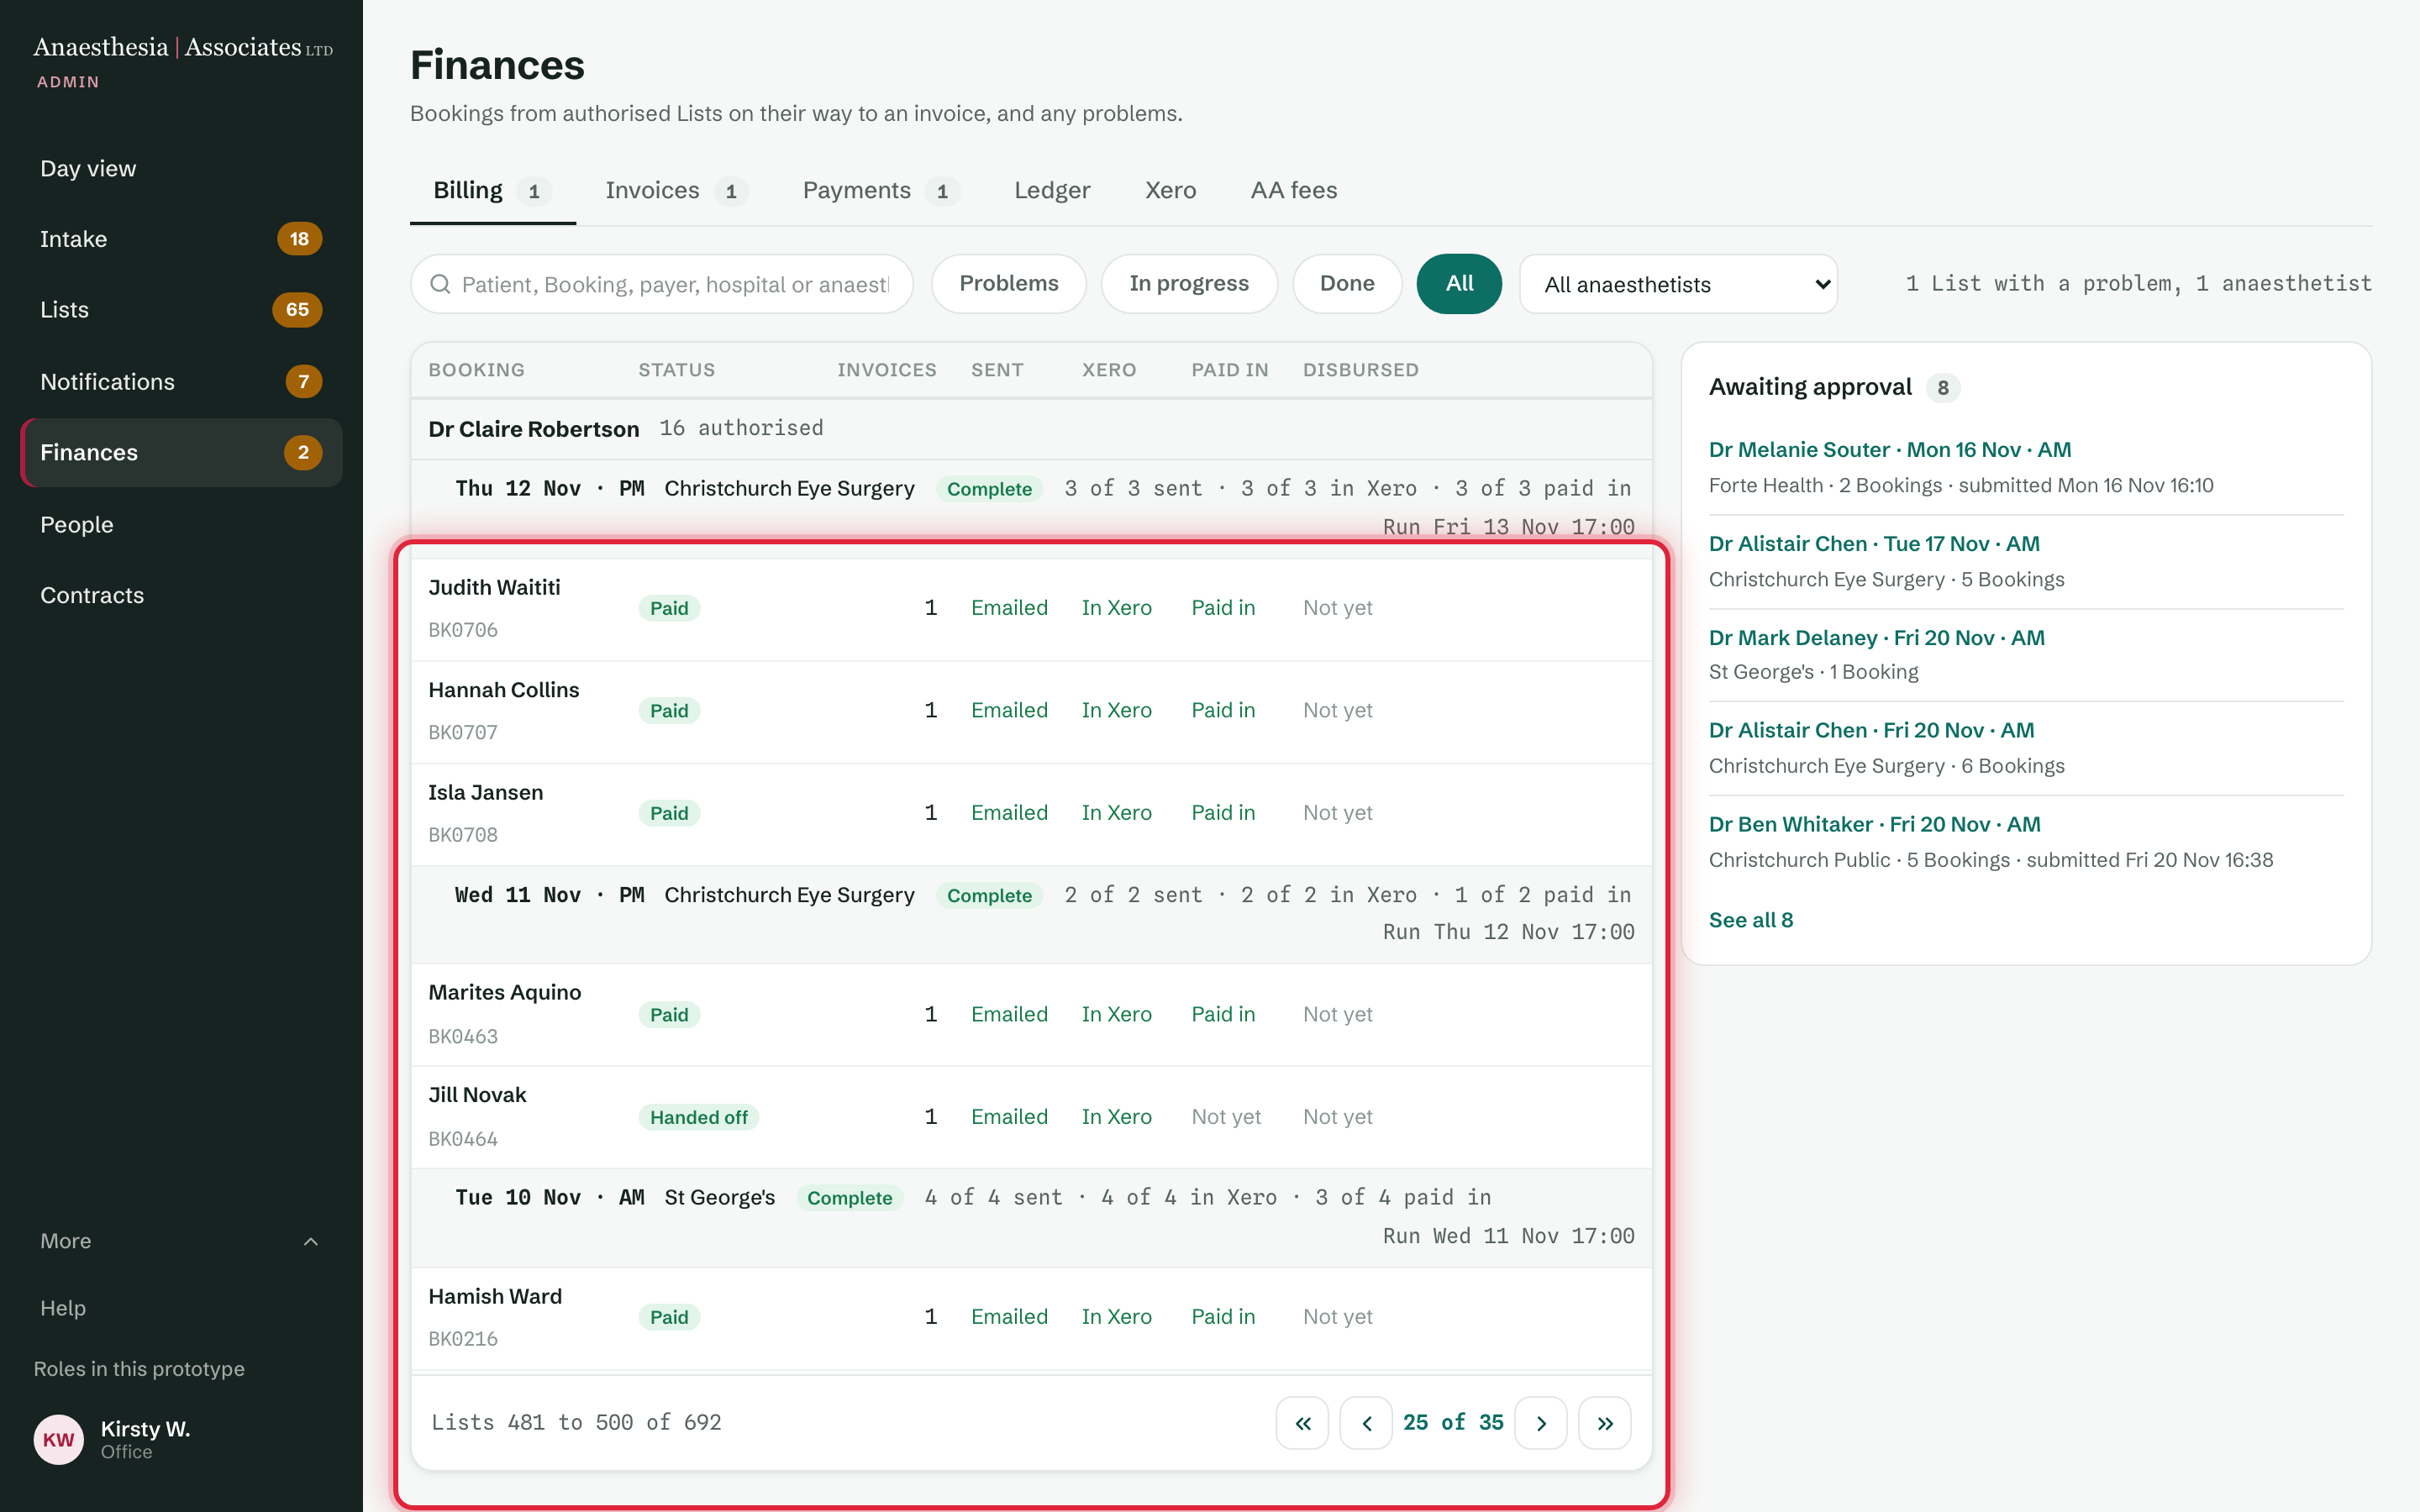 Anaesthesia | Associates LTD
ADMIN
Day view
Intake 18
Lists 65
Notifications 7
Finances 2
People
Contracts
More
Help
Roles in this prototype
KW
Kirsty W.
Office
Finances
Bookings from authorised Lists on their way to an invoice, and any problems.
Billing 1 Invoices 1 Payments 1 Ledger Xero AA fees
Patient, Booking, payer, hospital or anaest Problems In progress Done All All anaesthetists 1 List with a problem, 1 anaesthetist
BOOKING STATUS INVOICES SENT XERO PAID IN DISBURSED
Dr Claire Robertson 16 authorised
Thu 12 Nov · PM Christchurch Eye Surgery Complete 3 of 3 sent · 3 of 3 in Xero · 3 of 3 paid in
Run Fri 13 Nov 17:00
Judith Waititi
BK0706
Paid 1 Emailed In Xero Paid in Not yet
Hannah Collins
BK0707
Paid 1 Emailed In Xero Paid in Not yet
Isla Jansen
BK0708
Paid 1 Emailed In Xero Paid in Not yet
Wed 11 Nov · PM Christchurch Eye Surgery Complete 2 of 2 sent · 2 of 2 in Xero · 1 of 2 paid in
Run Thu 12 Nov 17:00
Marites Aquino
BK0463
Paid 1 Emailed In Xero Paid in Not yet
Jill Novak
BK0464
Handed off 1 Emailed In Xero Not yet Not yet
Tue 10 Nov · AM St George's Complete 4 of 4 sent · 4 of 4 in Xero · 3 of 4 paid in
Run Wed 11 Nov 17:00
Hamish Ward
BK0216
Paid 1 Emailed In Xero Paid in Not yet
Lists 481 to 500 of 692 « ‹ 25 of 35 › »
Awaiting approval 8
Dr Melanie Souter · Mon 16 Nov · AM
Forte Health · 2 Bookings · submitted Mon 16 Nov 16:10
Dr Alistair Chen · Tue 17 Nov · AM
Christchurch Eye Surgery · 5 Bookings
Dr Mark Delaney · Fri 20 Nov · AM
St George's · 1 Booking
Dr Alistair Chen · Fri 20 Nov · AM
Christchurch Eye Surgery · 6 Bookings
Dr Ben Whitaker · Fri 20 Nov · AM
Christchurch Public · 5 Bookings · submitted Fri 20 Nov 16:38
See all 8